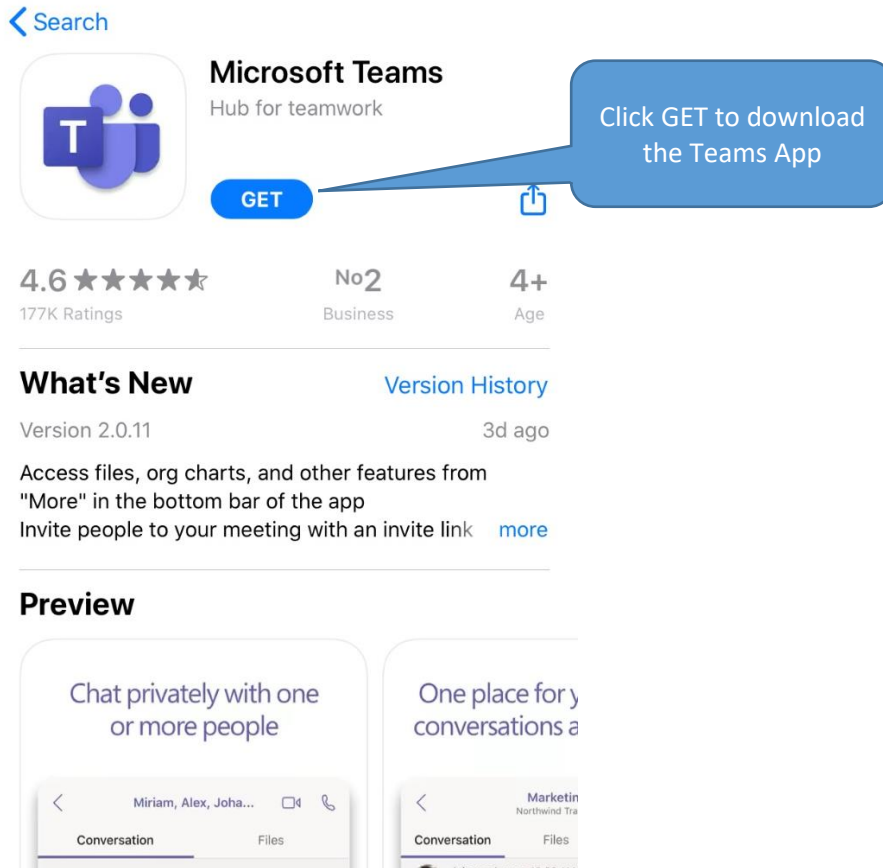 Search
Microsoft Teams
Hub for teamwork
T
GET
Click GET to download
the Teams App
4.6
No2
4+
177K Ratings
Business
Age
What's New
Version History
Version 2.0.11
3d ago
Access files, org charts, and other features from
"More" in the bottom bar of the app
Invite people to your meeting with an invite link more
Preview
Chat privately with one
or more people
One place for y
conversations a
Miriam, Alex, Joha...
Conversation
Files
Marketin
Northwind Tra
Conversation
Files